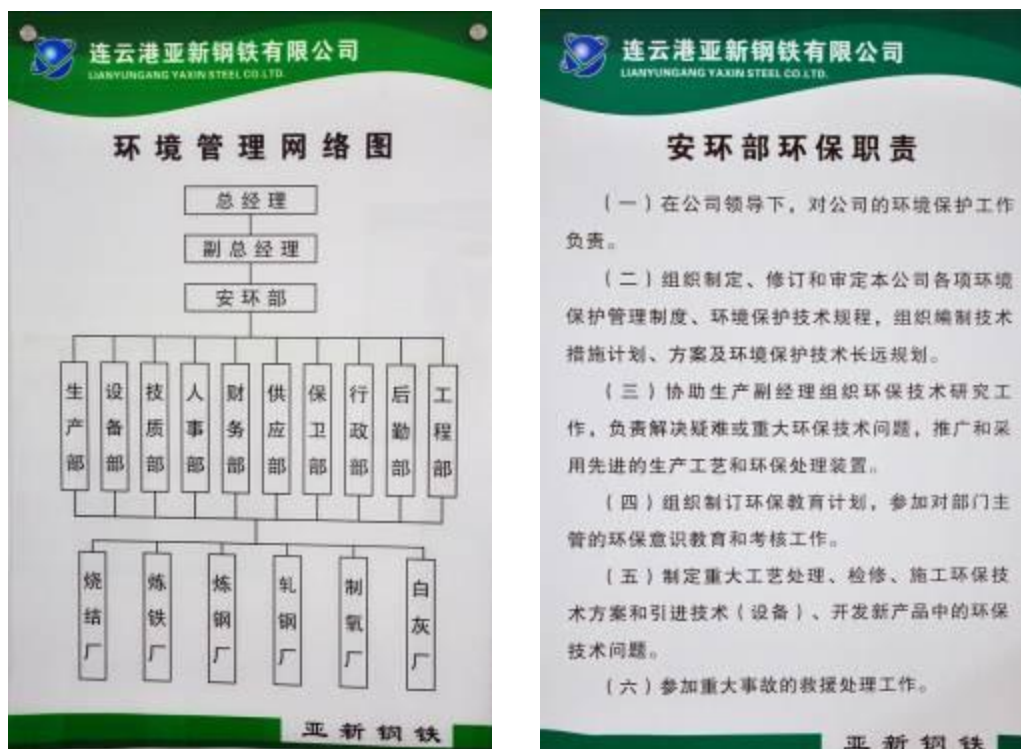 连云港亚新钢铁有限公司
LIANYUNGANG YAXIN STEEL CO.LTD.
环境管理网络图
总经理
副总经理
安环部
生产部
设备部
技质部
人事部
财务部
供应部
保卫部
行政部
后勤部
工程部
烧结厂
炼铁厂
炼钢厂
轧钢厂
制氧厂
白灰厂
亚新钢铁
连云港亚新钢铁有限公司
LIANYUNGANG YAXIN STEEL CO.LTD.
安环部环保职责
（一）在公司领导下，对公司的环境保护工作
负责。
（二）组织制定、修订和审定本公司各项环境
保护管理制度、环境保护技术规程，组织编制技术
措施计划、方案及环境保护技术长远规划。
（三）协助生产副经理组织环保技术研究工
作，负责解决疑难或重大环保技术问题，推广和采
用先进的生产工艺和环保处理装置。
（四）组织制订环保教育计划，参加对部门主
管的环保意识教育和考核工作。
（五）制定重大工艺处理、检修、施工环保技
术方案和引进技术（设备）、开发新产品中的环保
技术问题。
（六）参加重大事故的救援处理工作。
亚新钢铁